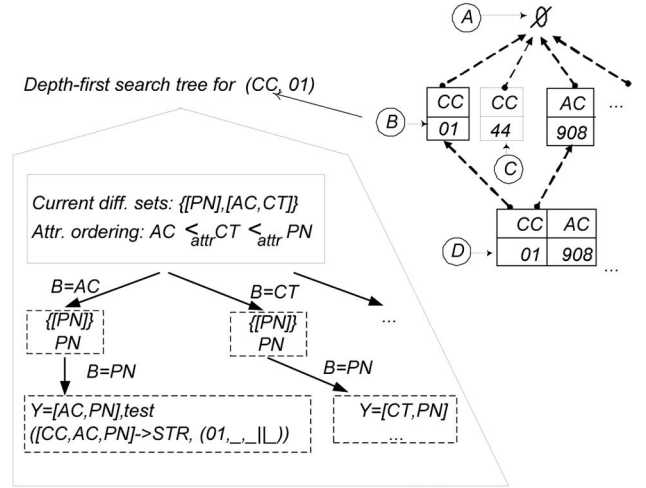 A
∅
Depth-first search tree for (CC, 01)
CC
CC
AC
...
B
01
44
908
C
Current diff. sets: {[PN],[AC,CT]}
Attr. ordering: AC <attr CT <attr PN
CC
AC
D
01
908
...
B=AC
B=CT
{[PN]}
PN
{[PN]}
PN
...
B=PN
B=PN
Y=[AC,PN],test
([CC,AC,PN]->STR, (01,_,_||_))
Y=[CT,PN]
...